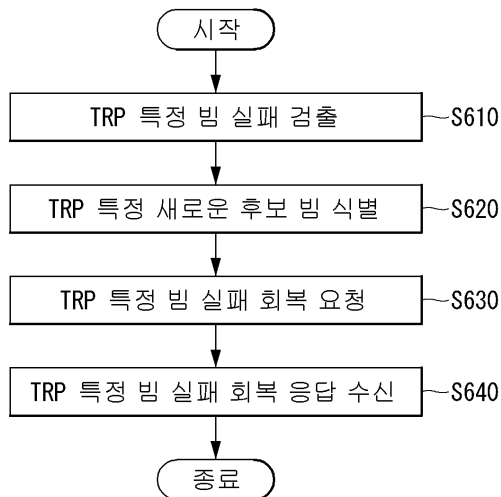 시작
TRP 특정 빔 실패 검출
S610
TRP 특정 새로운 후보 빔 식별
S620
TRP 특정 빔 실패 회복 요청
S630
TRP 특정 빔 실패 회복 응답 수신
S640
종료